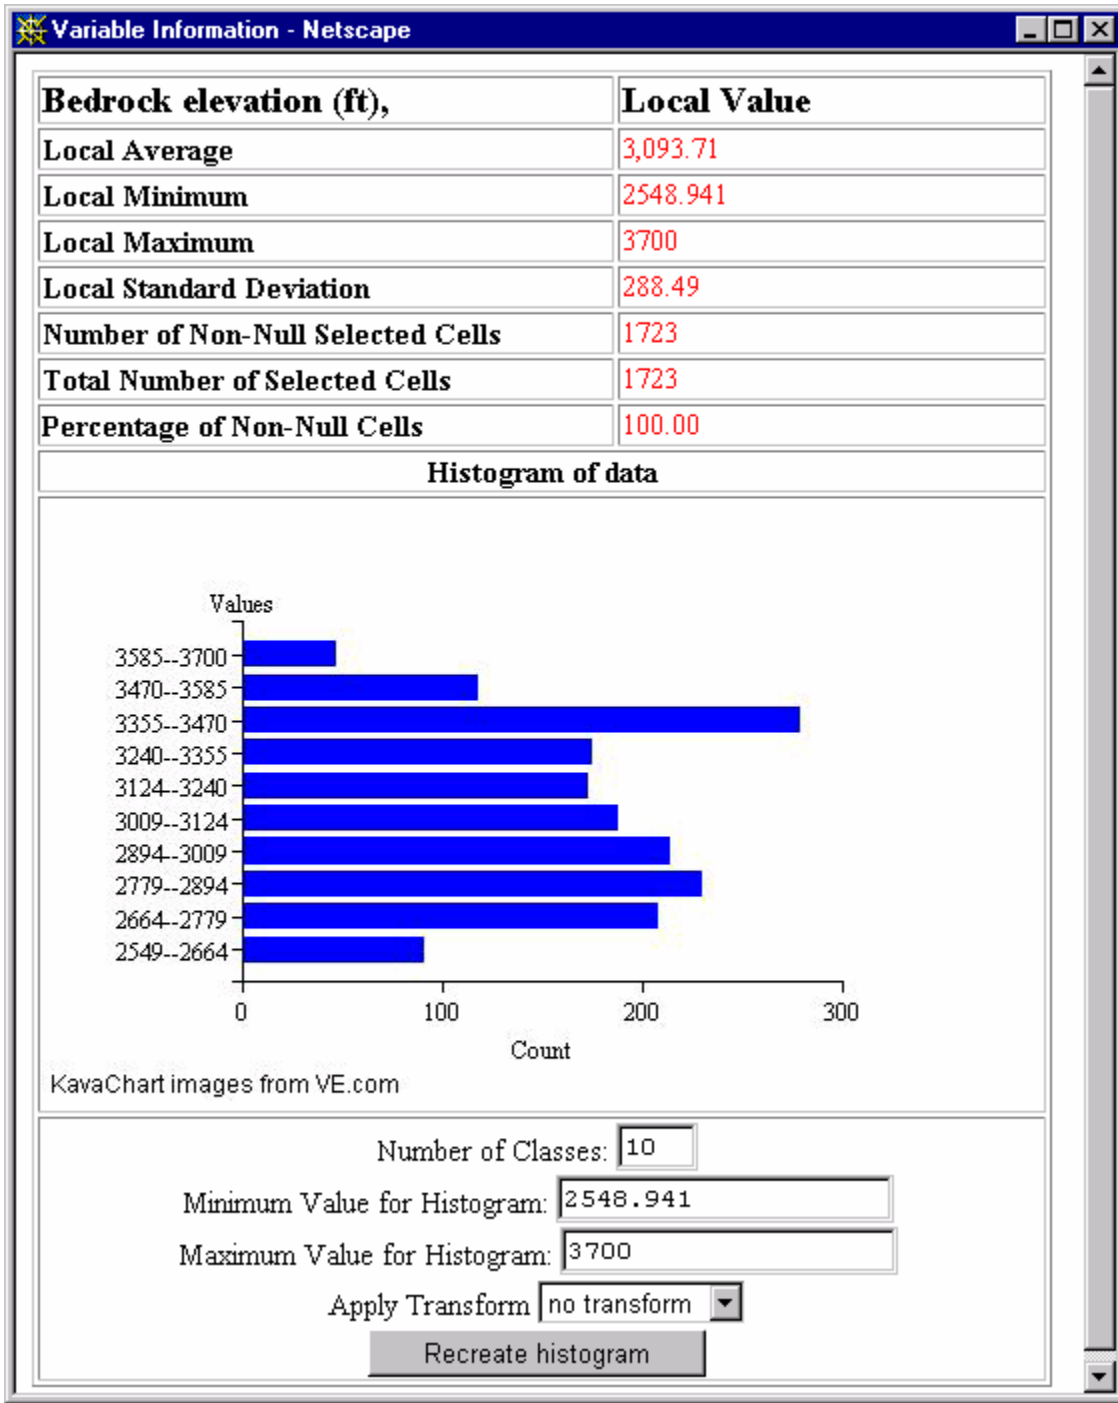 Variable Information - Netscape
Bedrock elevation (ft), Local Value
Local Average 3,093.71
Local Minimum 2548.941
Local Maximum 3700
Local Standard Deviation 288.49
Number of Non-Null Selected Cells 1723
Total Number of Selected Cells 1723
Percentage of Non-Null Cells 100.00
Histogram of data
Values
3585--3700
3470--3585
3355--3470
3240--3355
3124--3240
3009--3124
2894--3009
2779--2894
2664--2779
2549--2664
0 100 200 300
Count
KavaChart images from VE.com
Number of Classes: 10
Minimum Value for Histogram: 2548.941
Maximum Value for Histogram: 3700
Apply Transform no transform
Recreate histogram